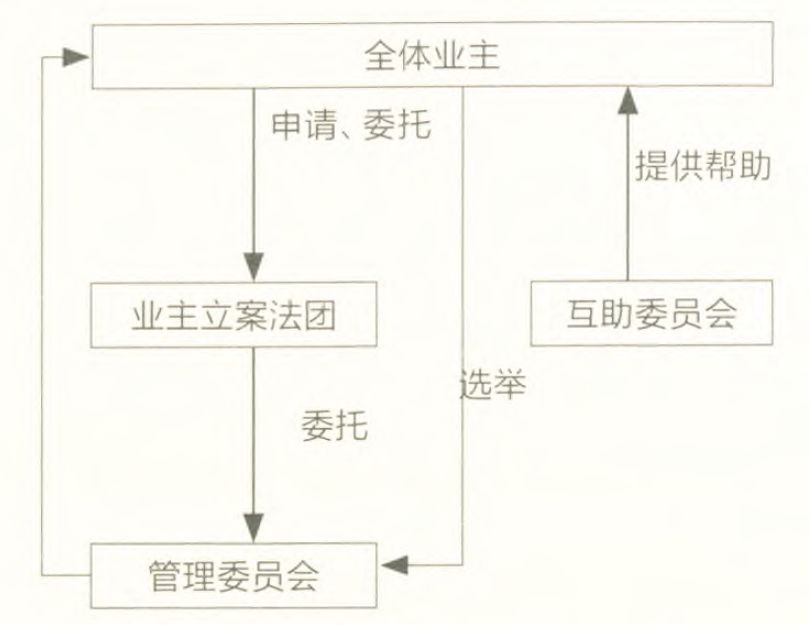 全体业主
申请、委托
提供帮助
业主立案法团
互助委员会
选举
委托
管理委员会